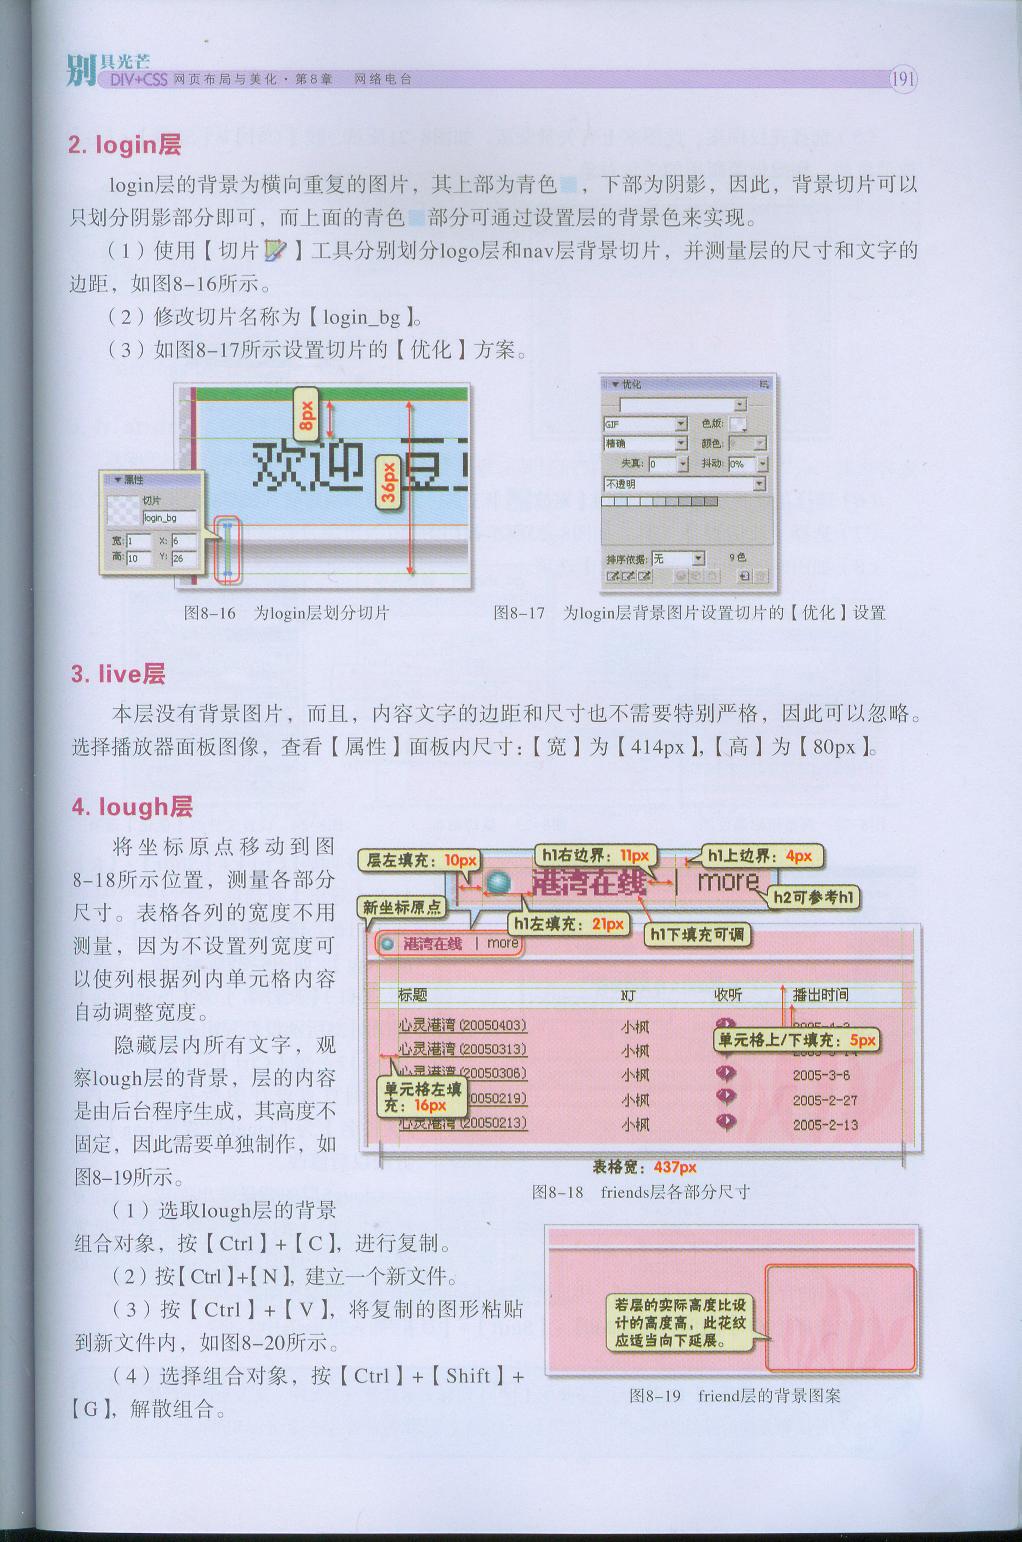 别具光芒
DIV+CSS 网页布局与美化·第8章 网络电台
191
2. login层
login层的背景为横向重复的图片，其上部为青色，下部为阴影，因此，背景切片可以
只划分阴影部分即可，而上面的青色部分可通过设置层的背景色来实现。
（1）使用【切片】工具分别划分logo层和nav层背景切片，并测量层的尺寸和文字的
边距，如图8-16所示。
（2）修改切片名称为【login_bg】。
（3）如图8-17所示设置切片的【优化】方案。
8px
欢迎 豆
36px
属性
切片
login_bg
宽: 1 X: 6
高: 10 Y: 26
优化
GIF 色版:
精确 颜色:
失真: 0 抖动: 0%
不透明
排序依据: 无 9色
图8-16 为login层划分切片
图8-17 为login层背景图片设置切片的【优化】设置
3. live层
本层没有背景图片，而且，内容文字的边距和尺寸也不需要特别严格，因此可以忽略。
选择播放器面板图像，查看【属性】面板内尺寸:【宽】为【414px】,【高】为【80px】。
4. lough层
将坐标原点移动到图
8-18所示位置，测量各部分
尺寸。表格各列的宽度不用
测量，因为不设置列宽度可
以使列根据列内单元格内容
自动调整宽度。
隐藏层内所有文字，观
察lough层的背景，层的内容
是由后台程序生成，其高度不
固定，因此需要单独制作，如
图8-19所示。
（1）选取lough层的背景
组合对象，按【Ctrl】+【C】，进行复制。
（2）按【Ctrl】+【N】，建立一个新文件。
（3）按【Ctrl】+【V】，将复制的图形粘贴
到新文件内，如图8-20所示。
（4）选择组合对象，按【Ctrl】+【Shift】+
【G】，解散组合。
层左填充：10px
h1右边界：11px
h1上边界：4px
港湾在线 | more
h2可参考h1
新坐标原点
h1左填充：21px
h1下填充可调
港湾在线 | more
标题 NJ 收听 播出时间
心灵港湾(20050403) 小枫
单元格上/下填充：5px
心灵港湾(20050313) 小枫
心灵港湾(20050306) 小枫 2005-3-6
单元格左填
充：16px
20050219) 小枫 2005-2-27
心灵港湾(20050213) 小枫 2005-2-13
表格宽：437px
图8-18 friends层各部分尺寸
若层的实际高度比设
计的高度高，此花纹
应适当向下延展。
图8-19 friend层的背景图案